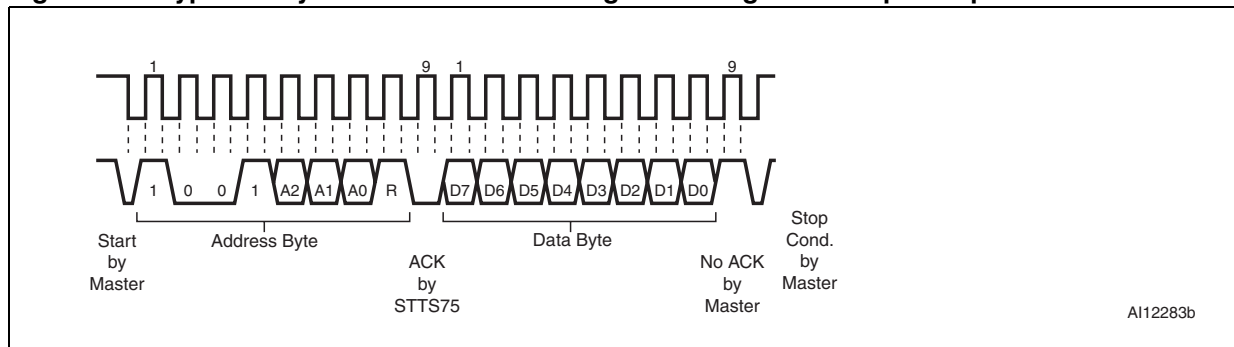 1
9
1
9
1
0
0
1
A2
A1
A0
R
D7
D6
D5
D4
D3
D2
D1
D0
Start
by
Master
Address Byte
ACK
by
STTS75
Data Byte
No ACK
by
Master
Stop
Cond.
by
Master
AI12283b